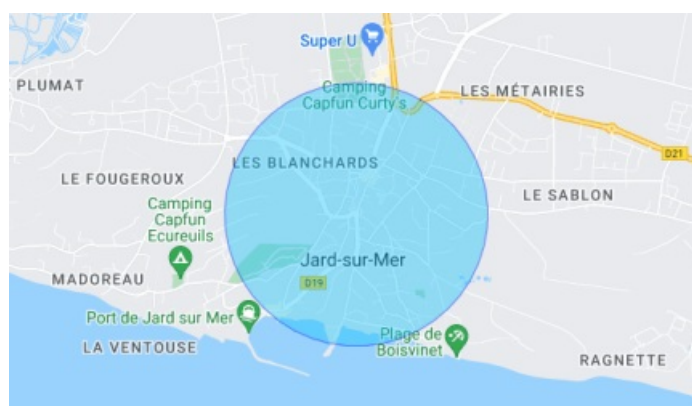 Super U
PLUMAT
Camping
Capfun Curty's
LES MÉTAIRIES
D21
LES BLANCHARDS
LE FOUGEROUX
LE SABLON
Camping
Capfun
Ecureuils
Jard-sur-Mer
MADOREAU
D19
Port de Jard sur Mer
Plage de
Boisvinet
LA VENTOUSE
RAGNETTE